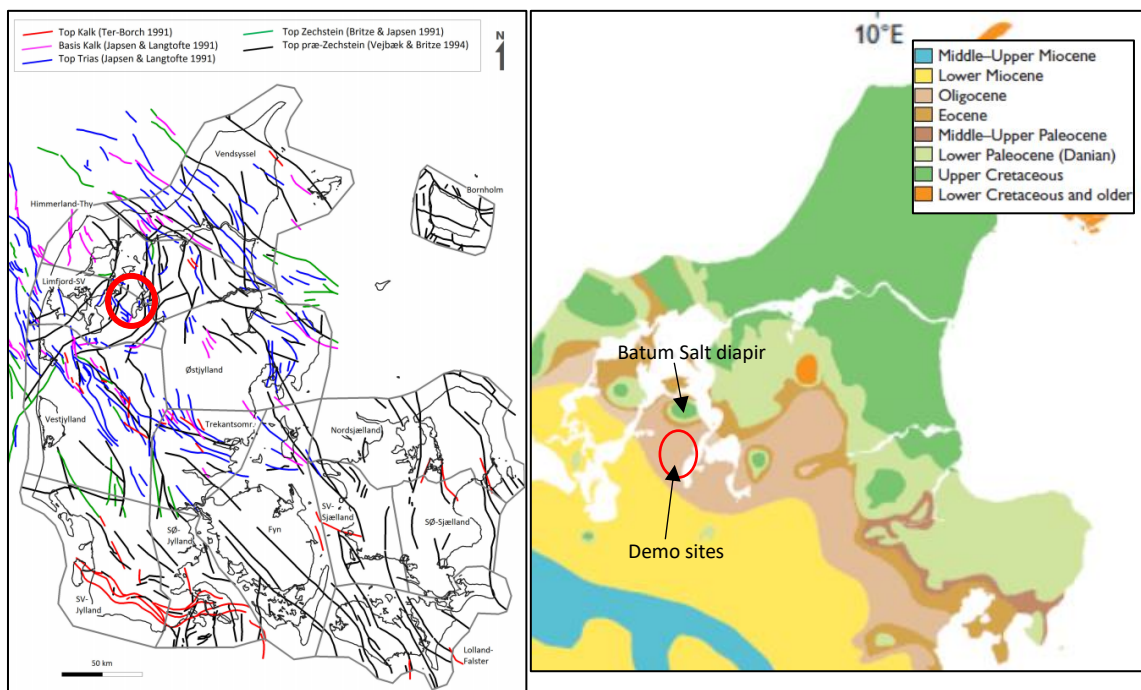 Top Kalk (Ter-Borch 1991)
Basis Kalk (Japsen & Langtofte 1991)
Top Trias (Japsen & Langtofte 1991)
Top Zechstein (Britze & Japsen 1991)
Top præ-Zechstein (Vejbæk & Britze 1994)
N
Vendsyssel
Bornholm
Himmerland-Thy
Limfjord-SV
Østjylland
Vestjylland
Trekantsomr.
Nordsjælland
SV-
Sjælland
SØ-
Jylland
Fyn
SØ-Sjælland
SV-
Jylland
Lolland-
Falster
50 km
10°E
Middle–Upper Miocene
Lower Miocene
Oligocene
Eocene
Middle–Upper Paleocene
Lower Paleocene (Danian)
Upper Cretaceous
Lower Cretaceous and older
Batum Salt diapir
Demo sites